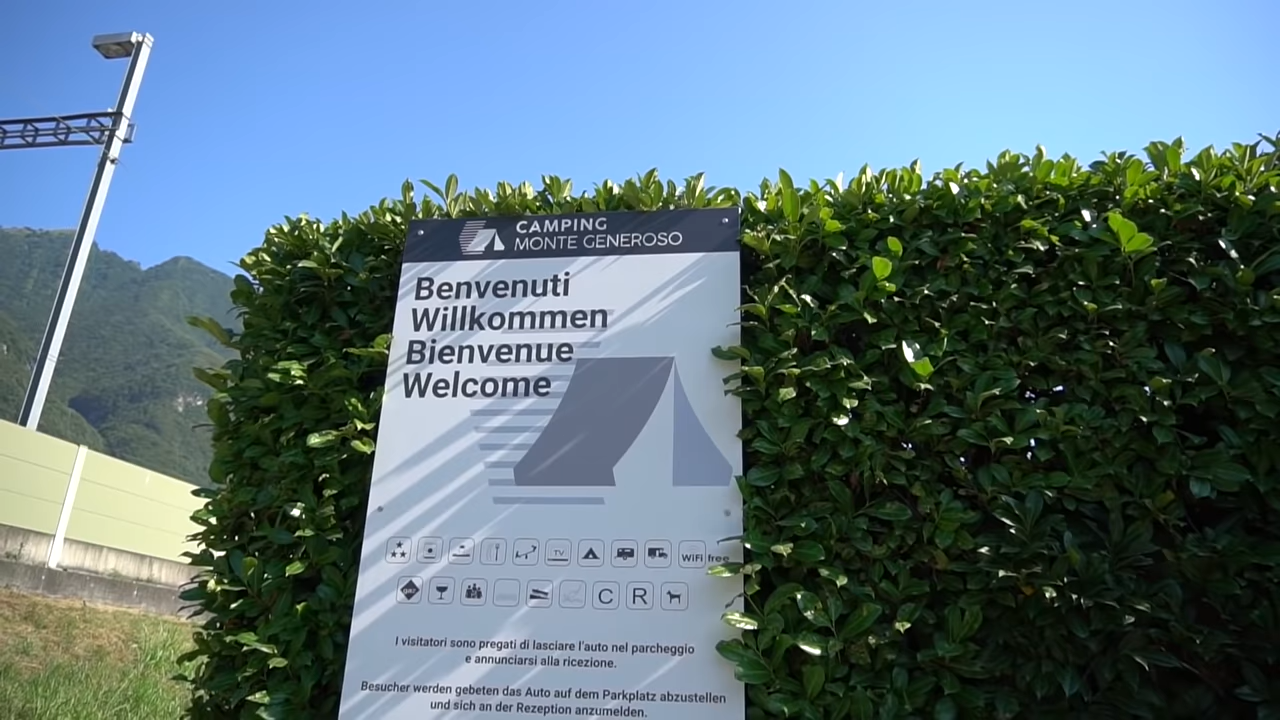 CAMPING
MONTE GENEROSO
Benvenuti
Willkommen
Bienvenue
Welcome
TV
WiFi free
C R
I visitatori sono pregati di lasciare l'auto nel parcheggio
e annunciarsi alla ricezione.
Besucher werden gebeten das Auto auf dem Parkplatz abzustellen
und sich an der Rezeption anzumelden.